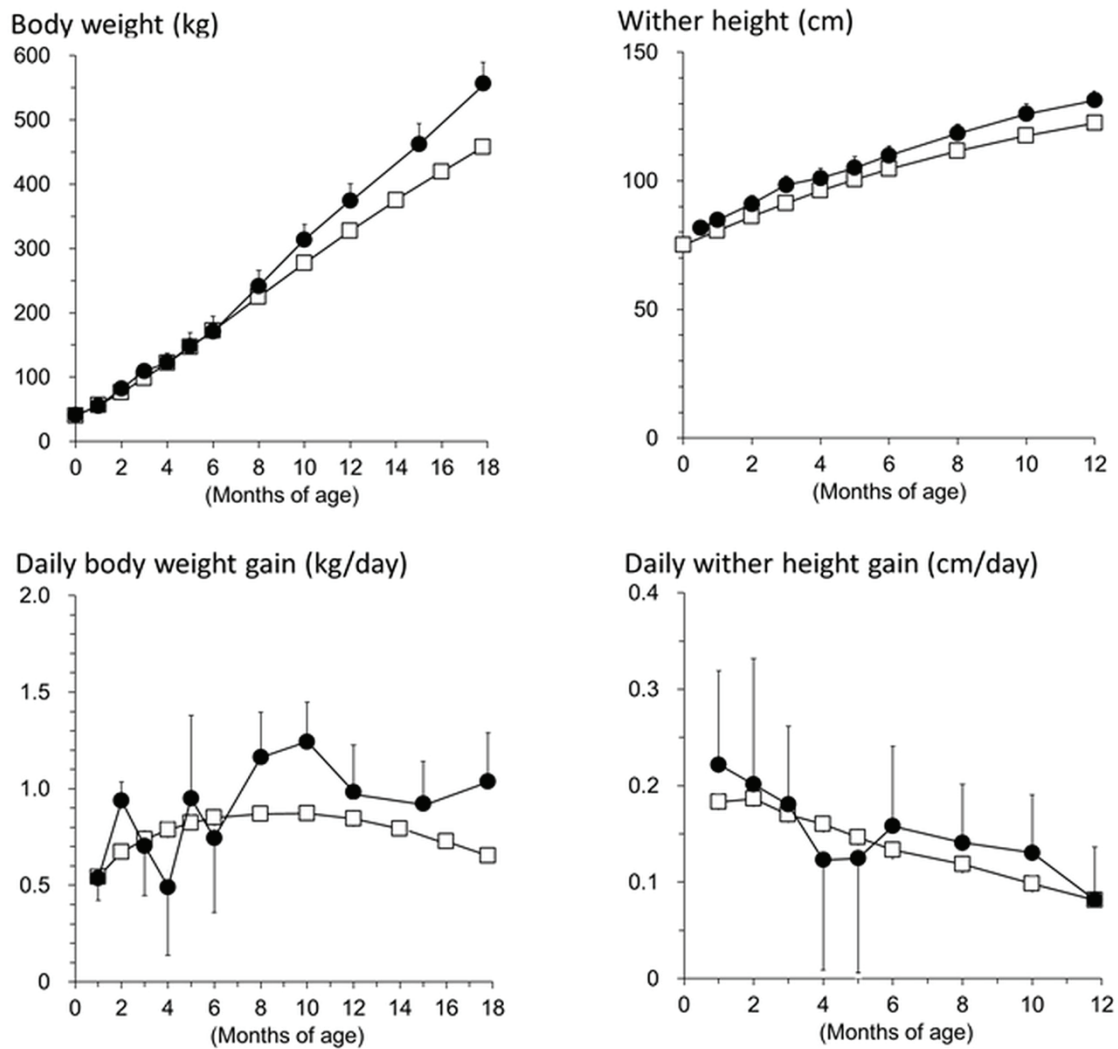 Body weight (kg)
600
500
400
300
200
100
0
0 2 4 6 8 10 12 14 16 18
(Months of age)
Wither height (cm)
150
100
50
0
0 2 4 6 8 10 12
(Months of age)
Daily body weight gain (kg/day)
2.0
1.5
1.0
0.5
0
0 2 4 6 8 10 12 14 16 18
(Months of age)
Daily wither height gain (cm/day)
0.4
0.3
0.2
0.1
0
0 2 4 6 8 10 12
(Months of age)